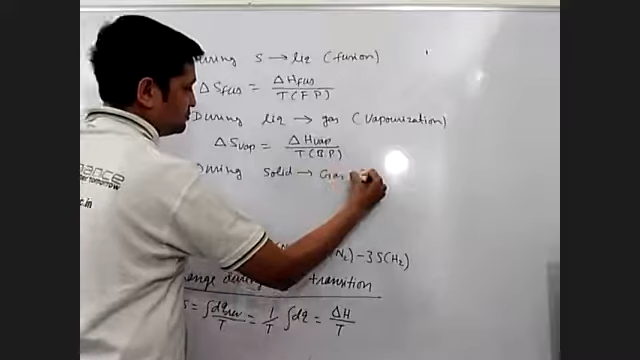 During S → liq (fusion)
ΔSfus = ΔHfus / T(F.P)
During liq → gas (Vapourization)
ΔSvap = ΔHvap / T(B.P)
During Solid → Gas
N₂) − 3S(H₂)
during transition
= ∫dqrev / T = 1/T ∫dq = ΔH / T